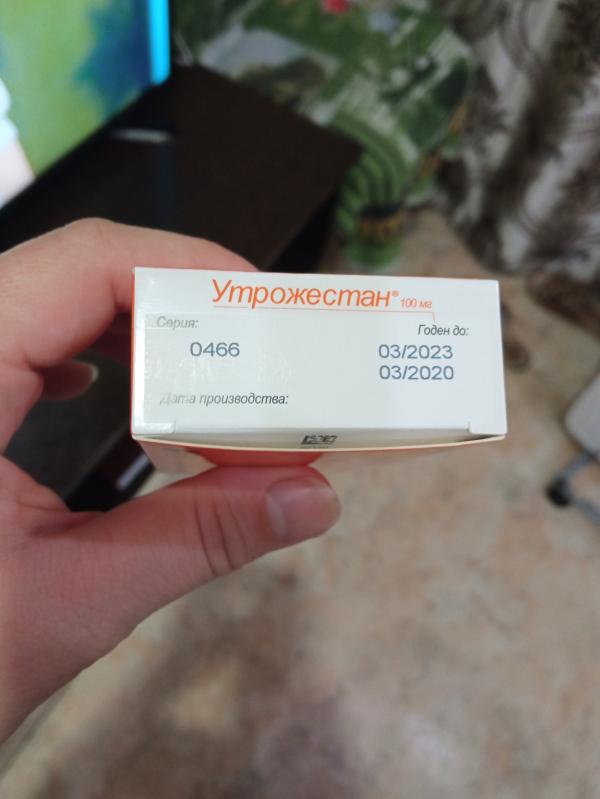 Утрожестан® 100 мг
Серия:
Годен до:
0466
03/2023
03/2020
Дата производства: